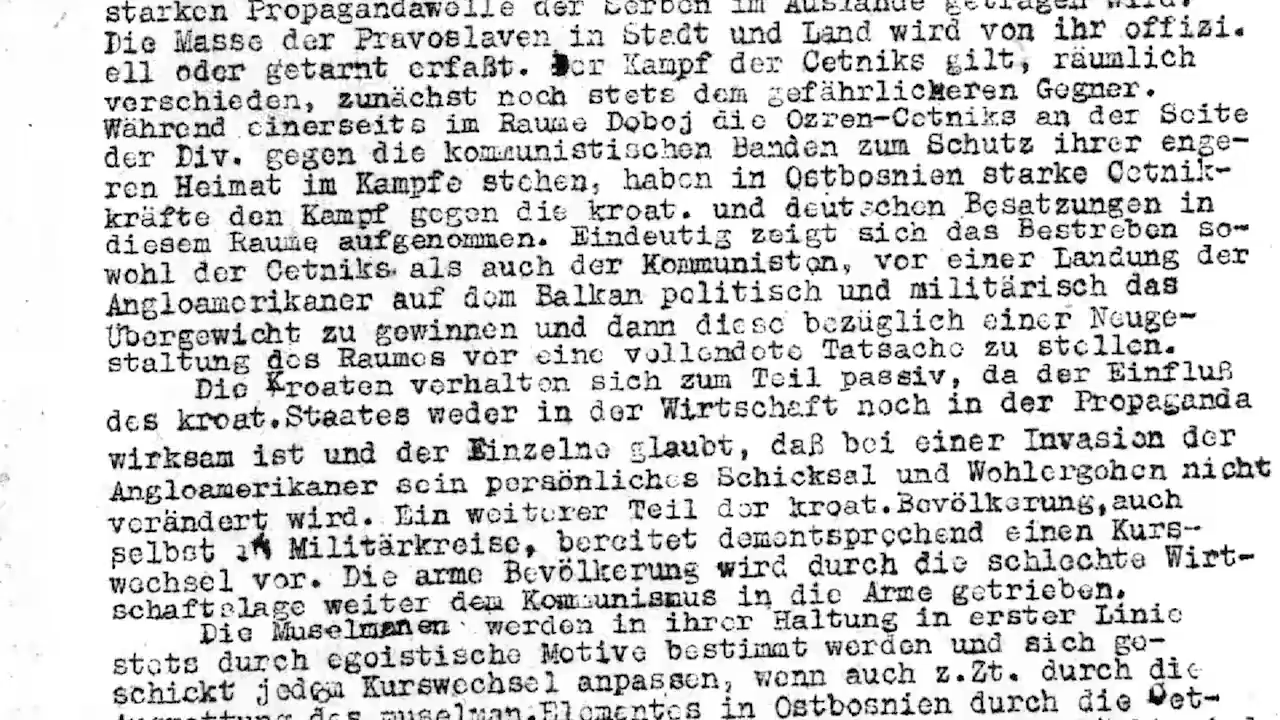 starken Propagandawelle der Serben im Auslande getragen wird.
Die Masse der Pravoslaven in Stadt und Land wird von ihr offizi.
ell oder getarnt erfaßt. Der Kampf der Cetniks gilt, räumlich
verschieden, zunächst noch stets dem gefährlicheren Gegner.
Während einerseits im Raume Doboj die Ozren-Cetniks an der Seite
der Div. gegen die kommunistischen Banden zum Schutz ihrer enge-
ren Heimat im Kampfe stehen, haben in Ostbosnien starke Cetnik-
kräfte den Kampf gegen die kroat. und deutschen Besatzungen in
diesem Raume aufgenommen. Eindeutig zeigt sich das Bestreben so-
wohl der Cetniks als auch der Kommunisten, vor einer Landung der
Angloamerikaner auf dem Balkan politisch und militärisch das
Übergewicht zu gewinnen und dann diese bezüglich einer Neuge-
staltung des Raumes vor eine vollendete Tatsache zu stellen.
Die Kroaten verhalten sich zum Teil passiv, da der Einfluß
des kroat.Staates weder in der Wirtschaft noch in der Propaganda
wirksam ist und der Einzelne glaubt, daß bei einer Invasion der
Angloamerikaner sein persönliches Schicksal und Wohlergehen nicht
verändert wird. Ein weiterer Teil der kroat.Bevölkerung,auch
selbst in Militärkreise, bereitet dementsprechend einen Kurs-
wechsel vor. Die arme Bevölkerung wird durch die schlechte Wirt-
schaftslage weiter dem Kommunismus in die Arme getrieben.
Die Muselmanen werden in ihrer Haltung in erster Linie
stets durch egoistische Motive bestimmt werden und sich ge-
schickt jedem Kurswechsel anpassen, wenn auch z.Zt. durch die
des muselman.Elementes in Ostbosnien durch die Cet-